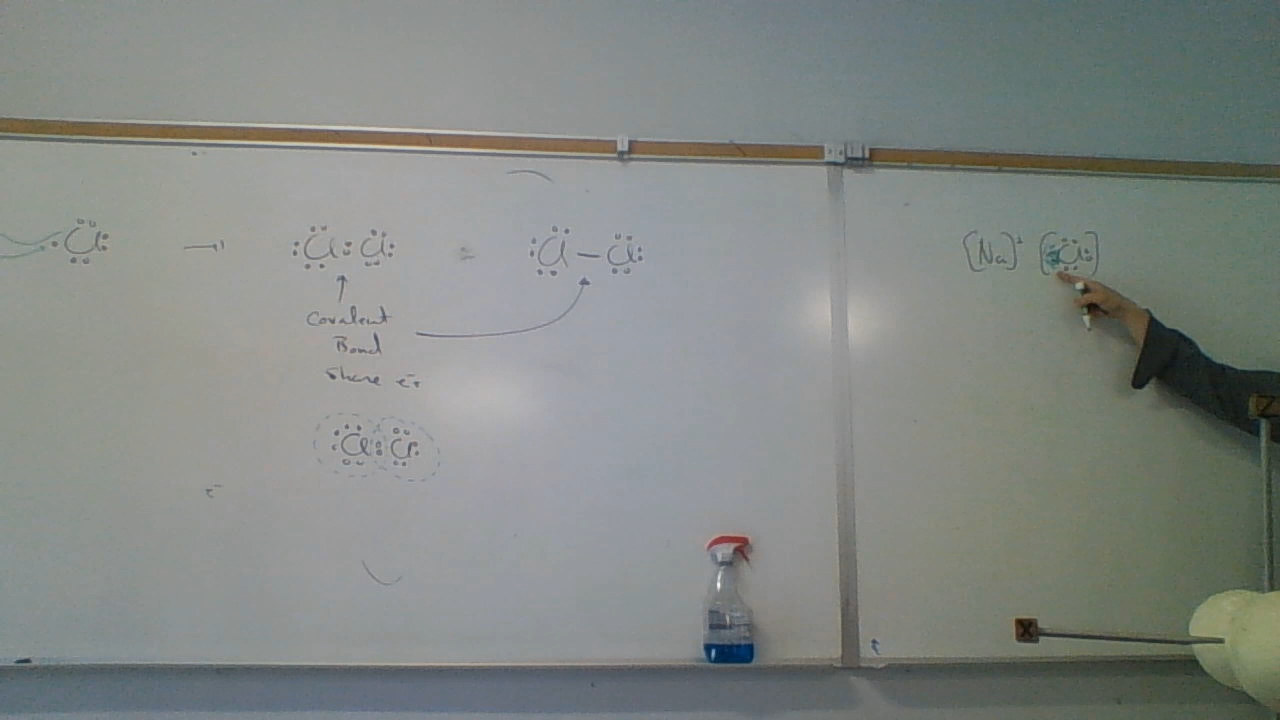 :Cl: → :Cl:Cl: = :Cl—Cl:
[Na]⁺ [:Cl:]
Covalent
Bond
Share e⁻
:Cl:Cl:
e⁻
X
Z